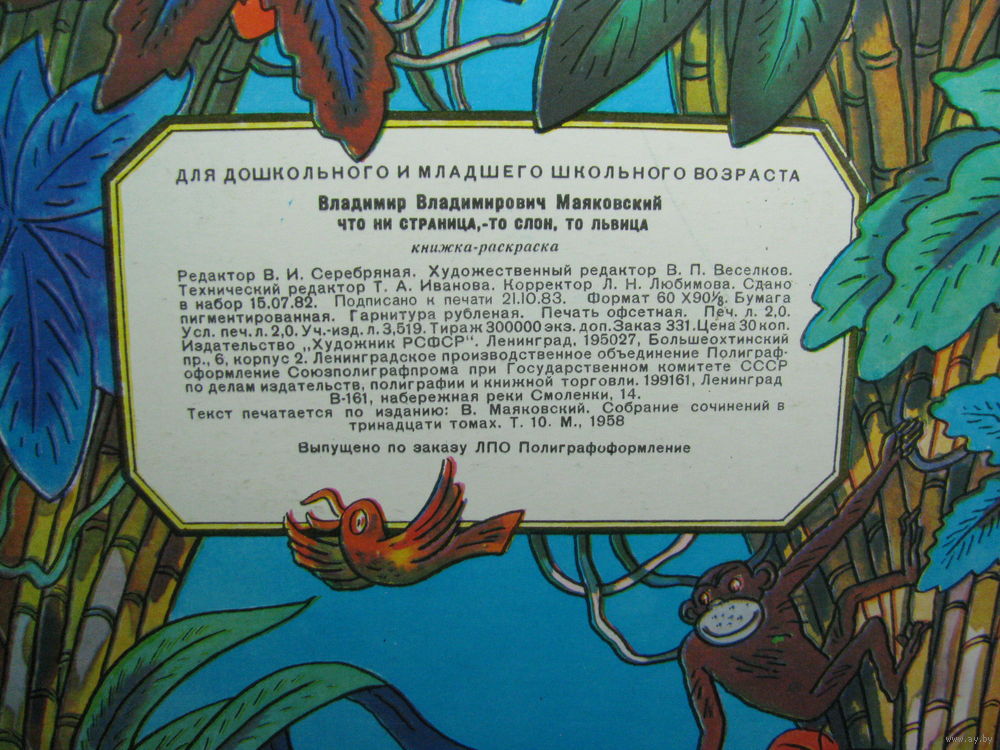 ДЛЯ ДОШКОЛЬНОГО И МЛАДШЕГО ШКОЛЬНОГО ВОЗРАСТА
Владимир Владимирович Маяковский
ЧТО НИ СТРАНИЦА,-ТО СЛОН, ТО ЛЬВИЦА
книжка-раскраска
Редактор В. И. Серебряная. Художественный редактор В. П. Веселков.
Технический редактор Т. А. Иванова. Корректор Л. Н. Любимова. Сдано
в набор 15.07.82. Подписано к печати 21.10.83. Формат 60 X90⅛. Бумага
пигментированная. Гарнитура рубленая. Печать офсетная. Печ. л. 2,0.
Усл. печ. л. 2,0. Уч.-изд. л. 3,519. Тираж 300000 экз. доп. Заказ 331. Цена 30 коп.
Издательство „Художник РСФСР". Ленинград, 195027, Большеохтинский
пр., 6, корпус 2. Ленинградское производственное объединение Полиграф-
оформление Союзполиграфпрома при Государственном комитете СССР
по делам издательств, полиграфии и книжной торговли. 199161, Ленинград
В-161, набережная реки Смоленки, 14.
Текст печатается по изданию: В. Маяковский. Собрание сочинений в
тринадцати томах. Т. 10. М., 1958
Выпущено по заказу ЛПО Полиграфоформление
www.ay.by